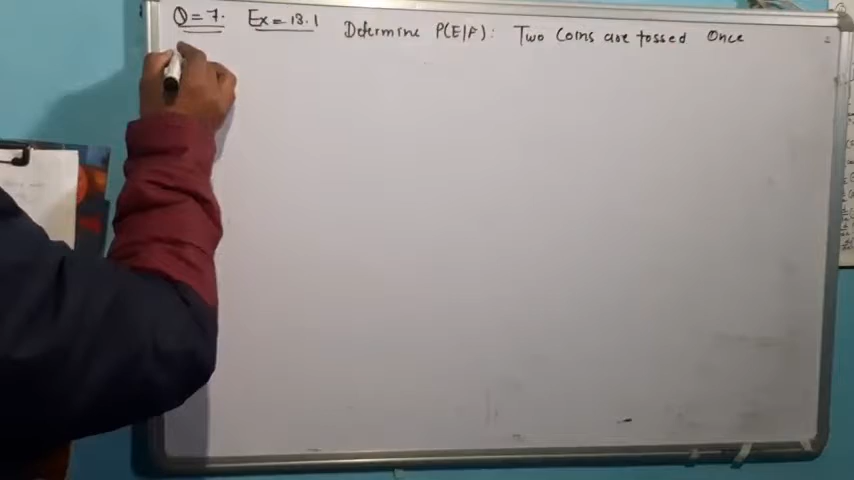 Q=7. Ex=13.1 Determine P(E|F): Two Coins are tossed Once